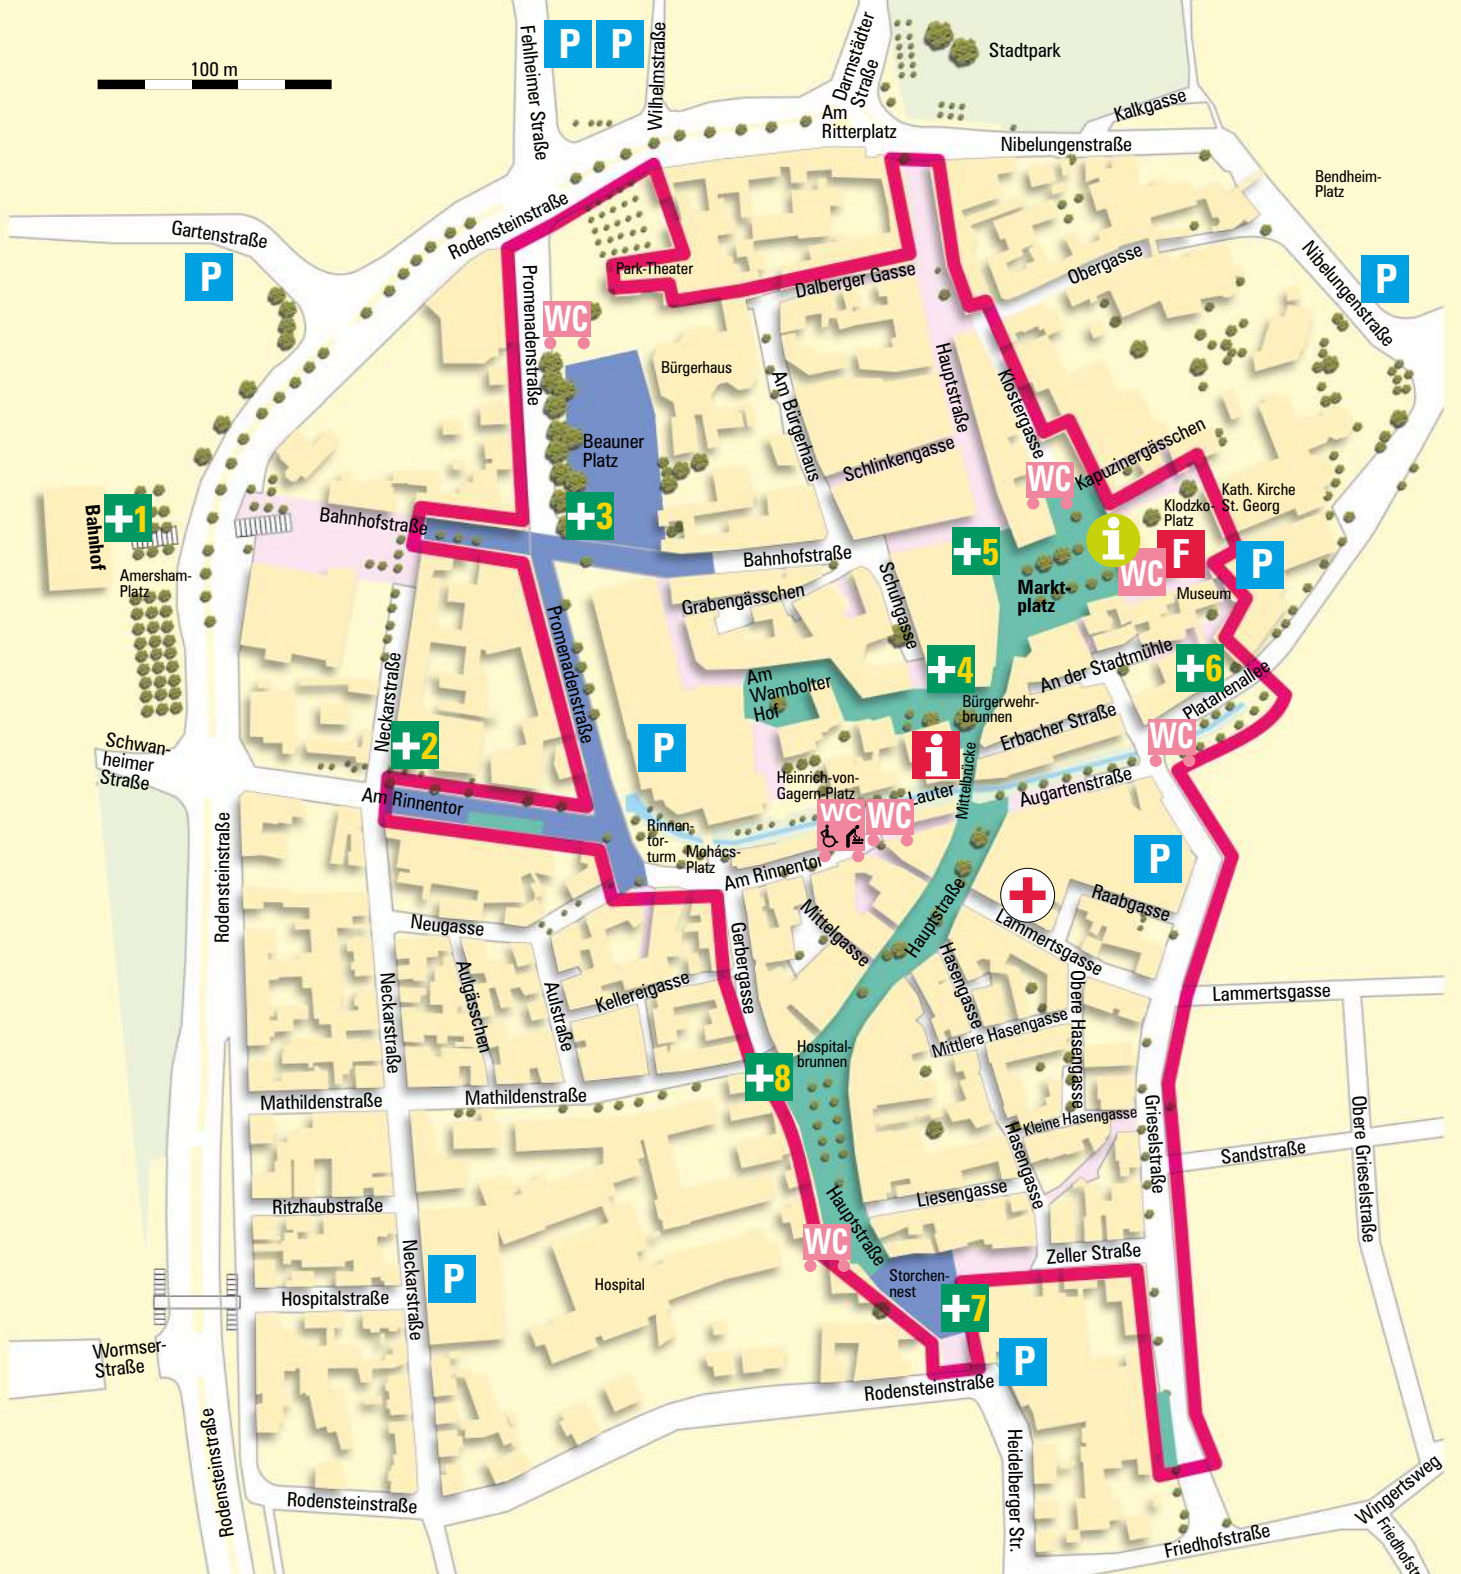 100 m
Fehlheimer Straße
P
P
Wilhelmstraße
Darmstädter
Straße
Stadtpark
Am
Ritterplatz
Kalkgasse
Nibelungenstraße
Bendheim-
Platz
Gartenstraße
Rodensteinstraße
P
Park-Theater
Dalberger Gasse
Obergasse
Nibelungenstraße
P
Promenadenstraße
WC
Bürgerhaus
Am Bürgerhaus
Hauptstraße
Klostergasse
Beauner
Platz
Schlinkengasse
Kapuzinergässchen
WC
Kath. Kirche
St. Georg
Klodzko-
Platz
Bahnhof
+1
Bahnhofstraße
+3
+5
i
F
WC
P
Amersham-
Platz
Bahnhofstraße
Grabengässchen
Schuhgasse
Markt-
platz
Museum
Promenadenstraße
Neckarstraße
Am
Wambolter
Hof
+4
An der Stadtmühle
+6
Platanenallee
Bürgerwehr-
brunnen
Erbacher Straße
Schwan-
heimer
Straße
+2
P
i
Mittelbrücke
WC
Am Rinnentor
Heinrich-von-
Gagern-Platz
Lauter
Augartenstraße
WC
WC
Rinnen-
tor-
turm
Mohács-
Platz
Am Rinnentor
P
Rodensteinstraße
Neugasse
Gerbergasse
Mittelgasse
Hauptstraße
Lammertsgasse
Raabgasse
Neckarstraße
Aulgässchen
Aulstraße
Kellereigasse
Hasengasse
Obere Hasengasse
Mittlere Hasengasse
Lammertsgasse
Hospital-
brunnen
+8
Mathildenstraße
Mathildenstraße
Kleine Hasengasse
Grieselstraße
Obere Grieselstraße
Hasengasse
Sandstraße
Ritzhaubstraße
Liesengasse
Hauptstraße
WC
Neckarstraße
P
Hospital
Zeller Straße
Storchen-
nest
+7
Hospitalstraße
Wormser-
Straße
P
Rodensteinstraße
Rodensteinstraße
Rodensteinstraße
Heidelberger Str.
Friedhofstraße
Wingertsweg